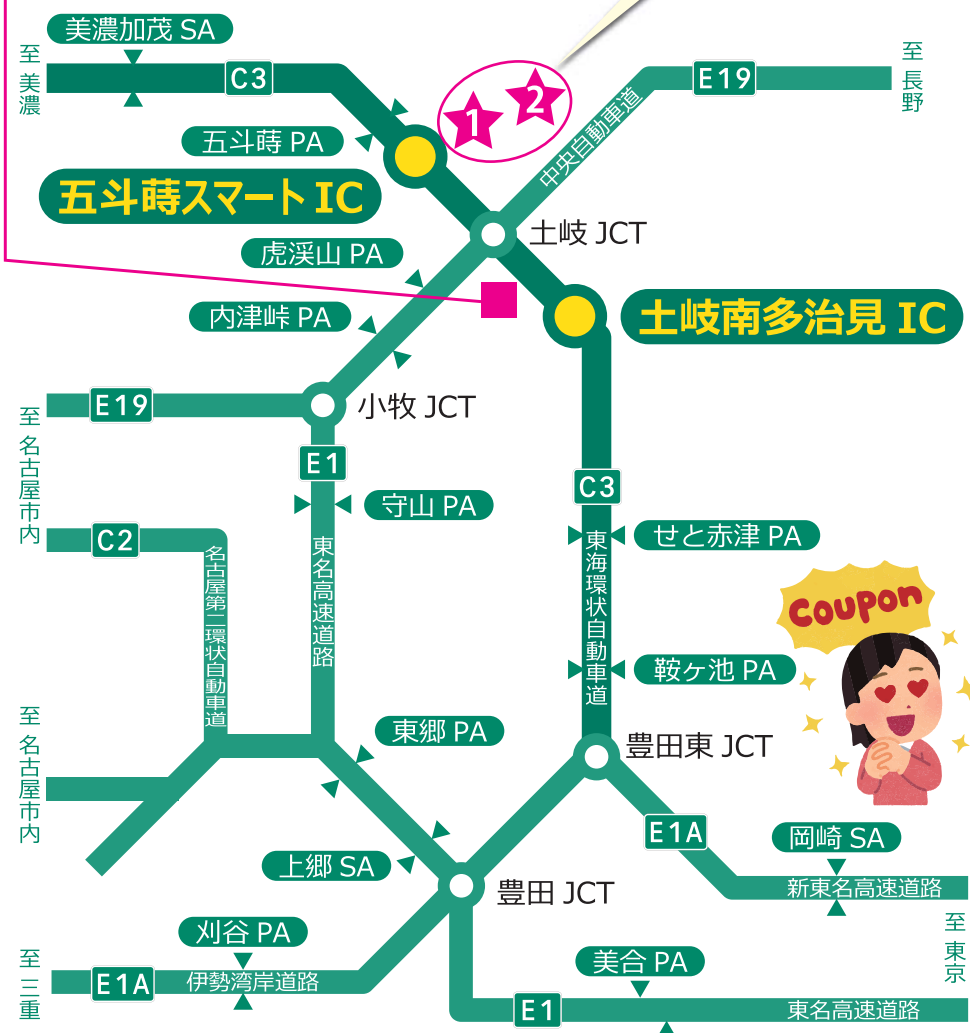 美濃加茂 SA
至 美濃
C3
1
2
E19
至 長野
中央自動車道
五斗蒔 PA
五斗蒔スマート IC
土岐 JCT
虎渓山 PA
内津峠 PA
土岐南多治見 IC
E19
小牧 JCT
至 名古屋市内
E1
C3
守山 PA
せと赤津 PA
C2
名古屋第二環状自動車道
東名高速道路
東海環状自動車道
Coupon
鞍ヶ池 PA
至 名古屋市内
東郷 PA
豊田東 JCT
E1A
岡崎 SA
上郷 SA
豊田 JCT
新東名高速道路
刈谷 PA
至 東京
至 三重
E1A
伊勢湾岸道路
美合 PA
E1
東名高速道路